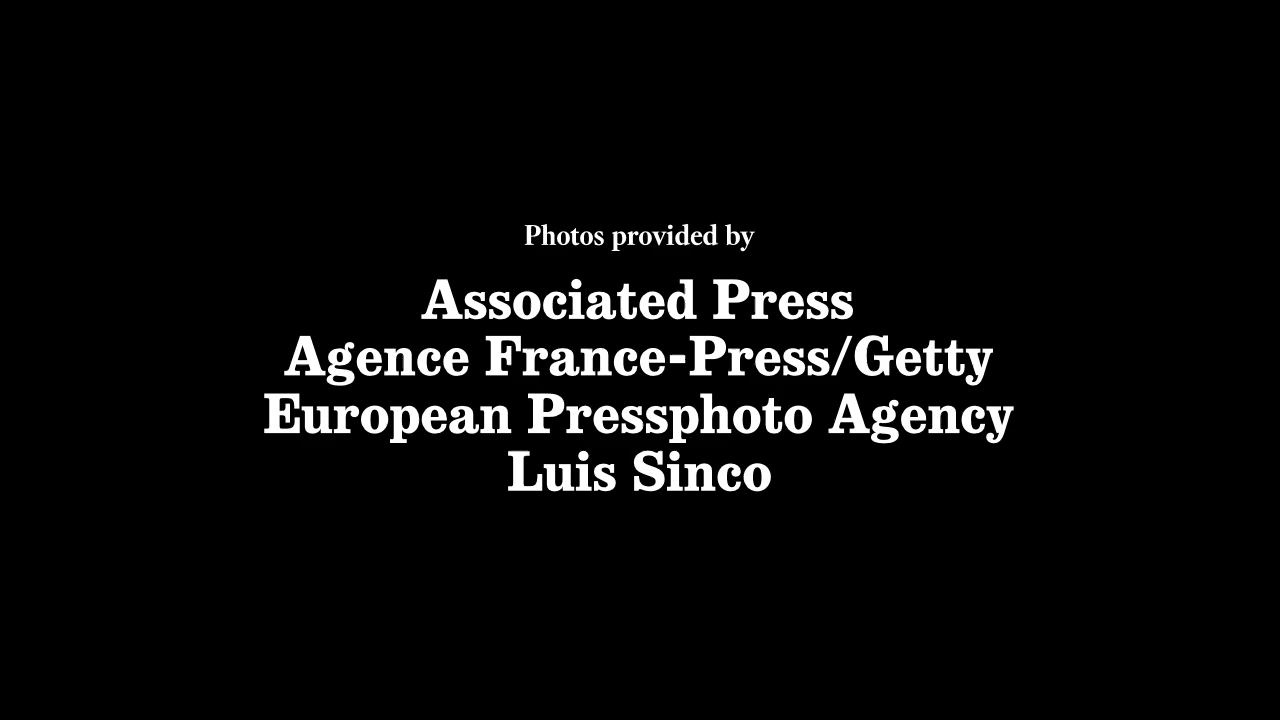 Photos provided by
Associated Press
Agence France-Press/Getty
European Pressphoto Agency
Luis Sinco